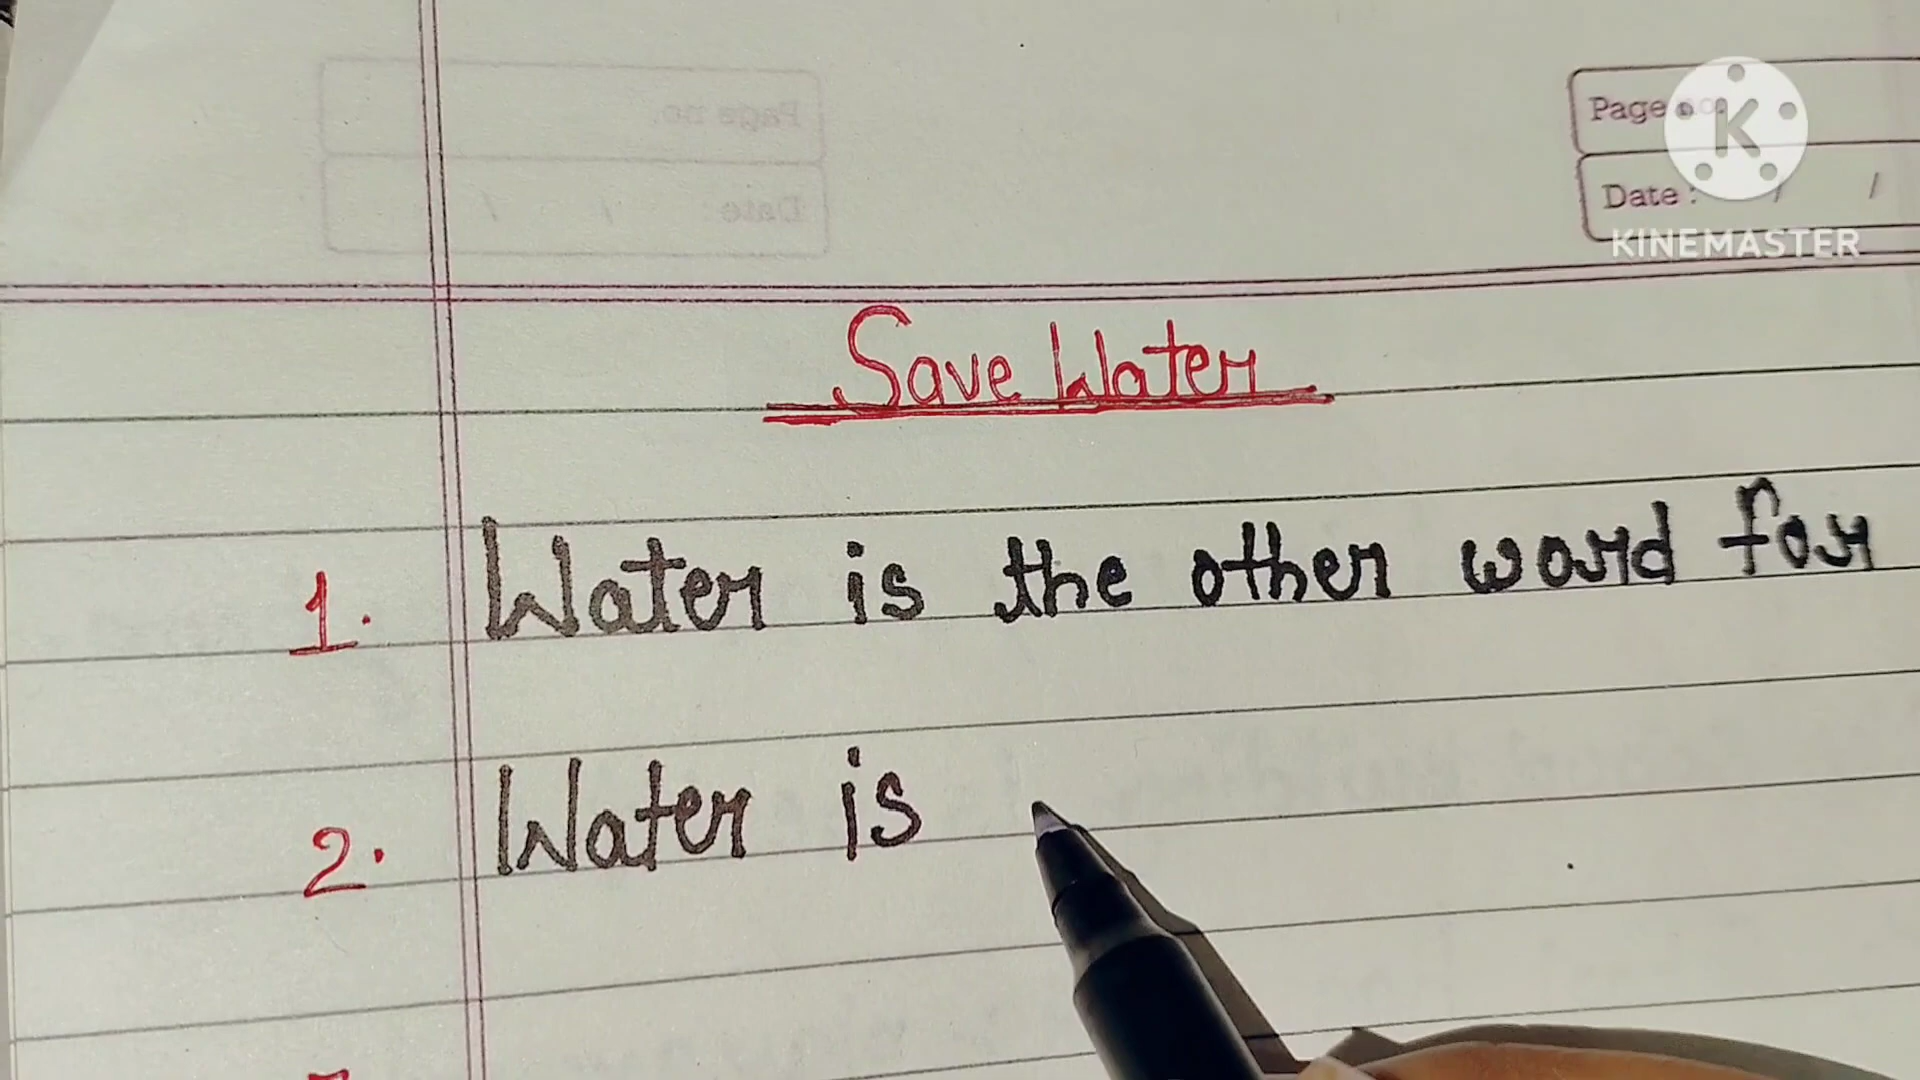 Page no.
Date : / /
K
KINEMASTER
Save Water
1. Water is the other word for
2. Water is